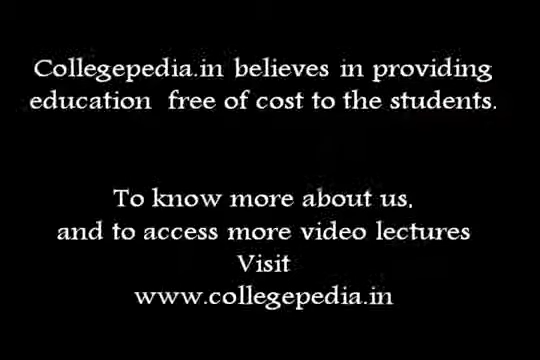 Collegepedia.in believes in providing
education free of cost to the students.
To know more about us,
and to access more video lectures
Visit
www.collegepedia.in